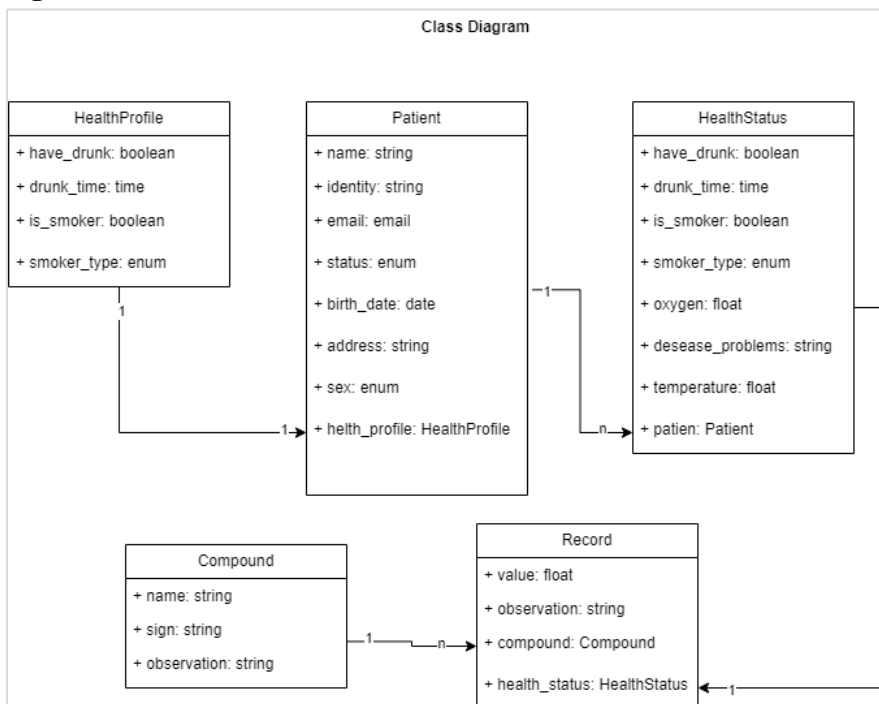 Class Diagram
HealthProfile
+ have_drunk: boolean
+ drunk_time: time
+ is_smoker: boolean
+ smoker_type: enum
Patient
+ name: string
+ identity: string
+ email: email
+ status: enum
+ birth_date: date
+ address: string
+ sex: enum
+ helth_profile: HealthProfile
HealthStatus
+ have_drunk: boolean
+ drunk_time: time
+ is_smoker: boolean
+ smoker_type: enum
+ oxygen: float
+ desease_problems: string
+ temperature: float
+ patien: Patient
1
1
1
n
Compound
+ name: string
+ sign: string
+ observation: string
1
n
Record
+ value: float
+ observation: string
+ compound: Compound
+ health_status: HealthStatus
1